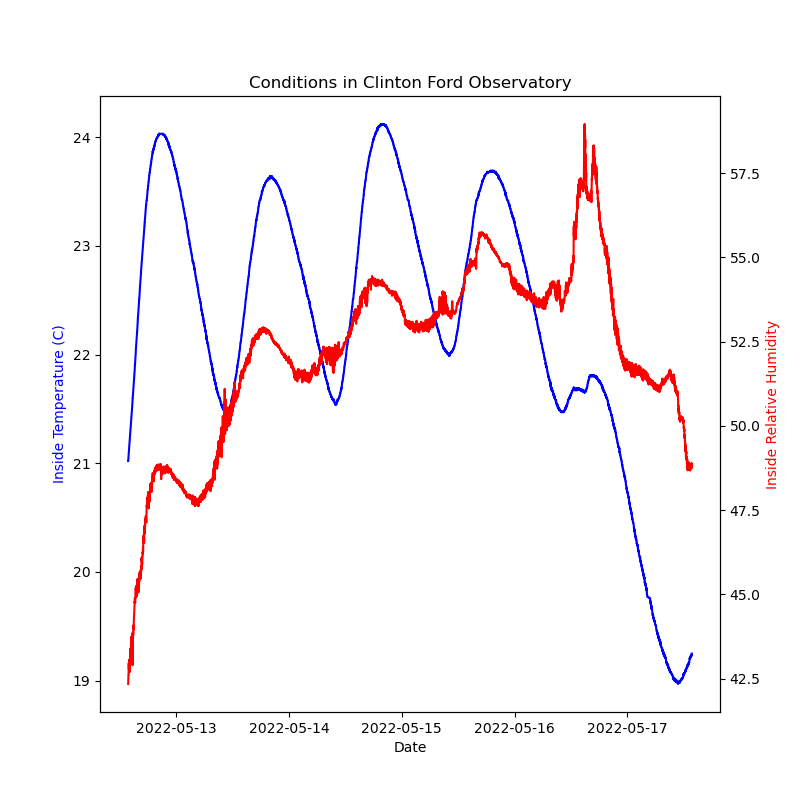 Conditions in Clinton Ford Observatory
24
23
22
21
20
19
Inside Temperature (C)
57.5
55.0
52.5
50.0
47.5
45.0
42.5
Inside Relative Humidity
2022-05-13 2022-05-14 2022-05-15 2022-05-16 2022-05-17
Date